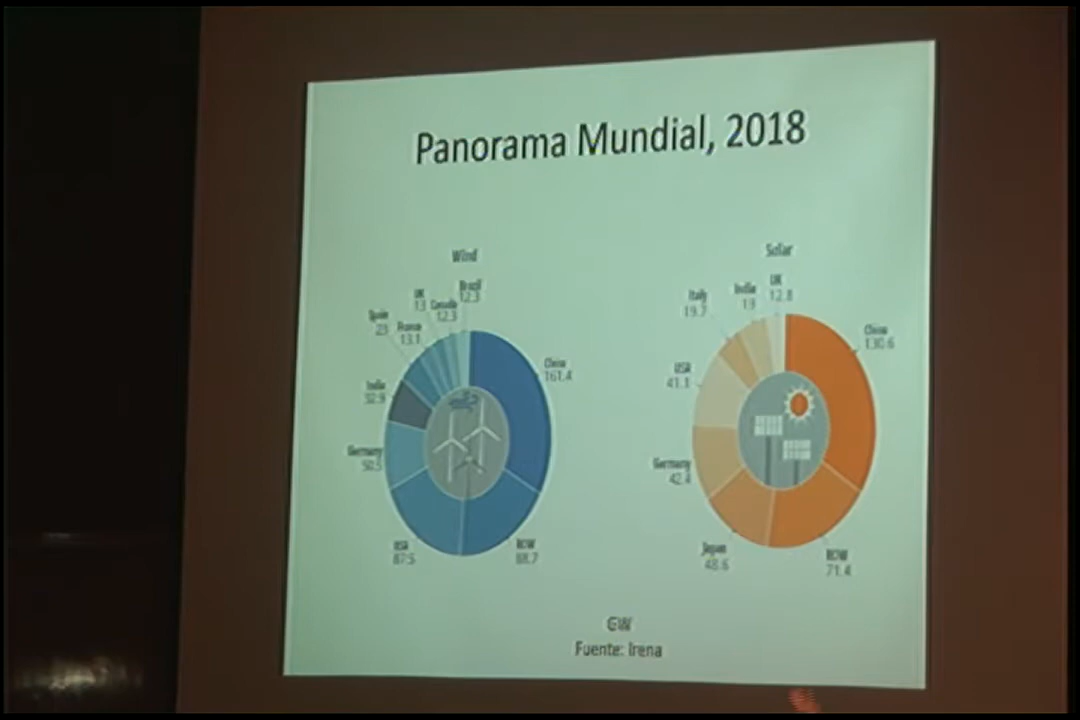 Panorama Mundial, 2018
Wind
Brazil
12.3
UK
13
Canada
12.3
Spain
23
France
13.1
India
32.9
Germany
50.5
USA
87.5
ROW
88.7
China
161.4
Solar
UK
12.8
India
19
Italy
19.7
USA
41.1
Germany
42.4
Japan
48.6
ROW
71.4
China
130.6
GW
Fuente: Irena